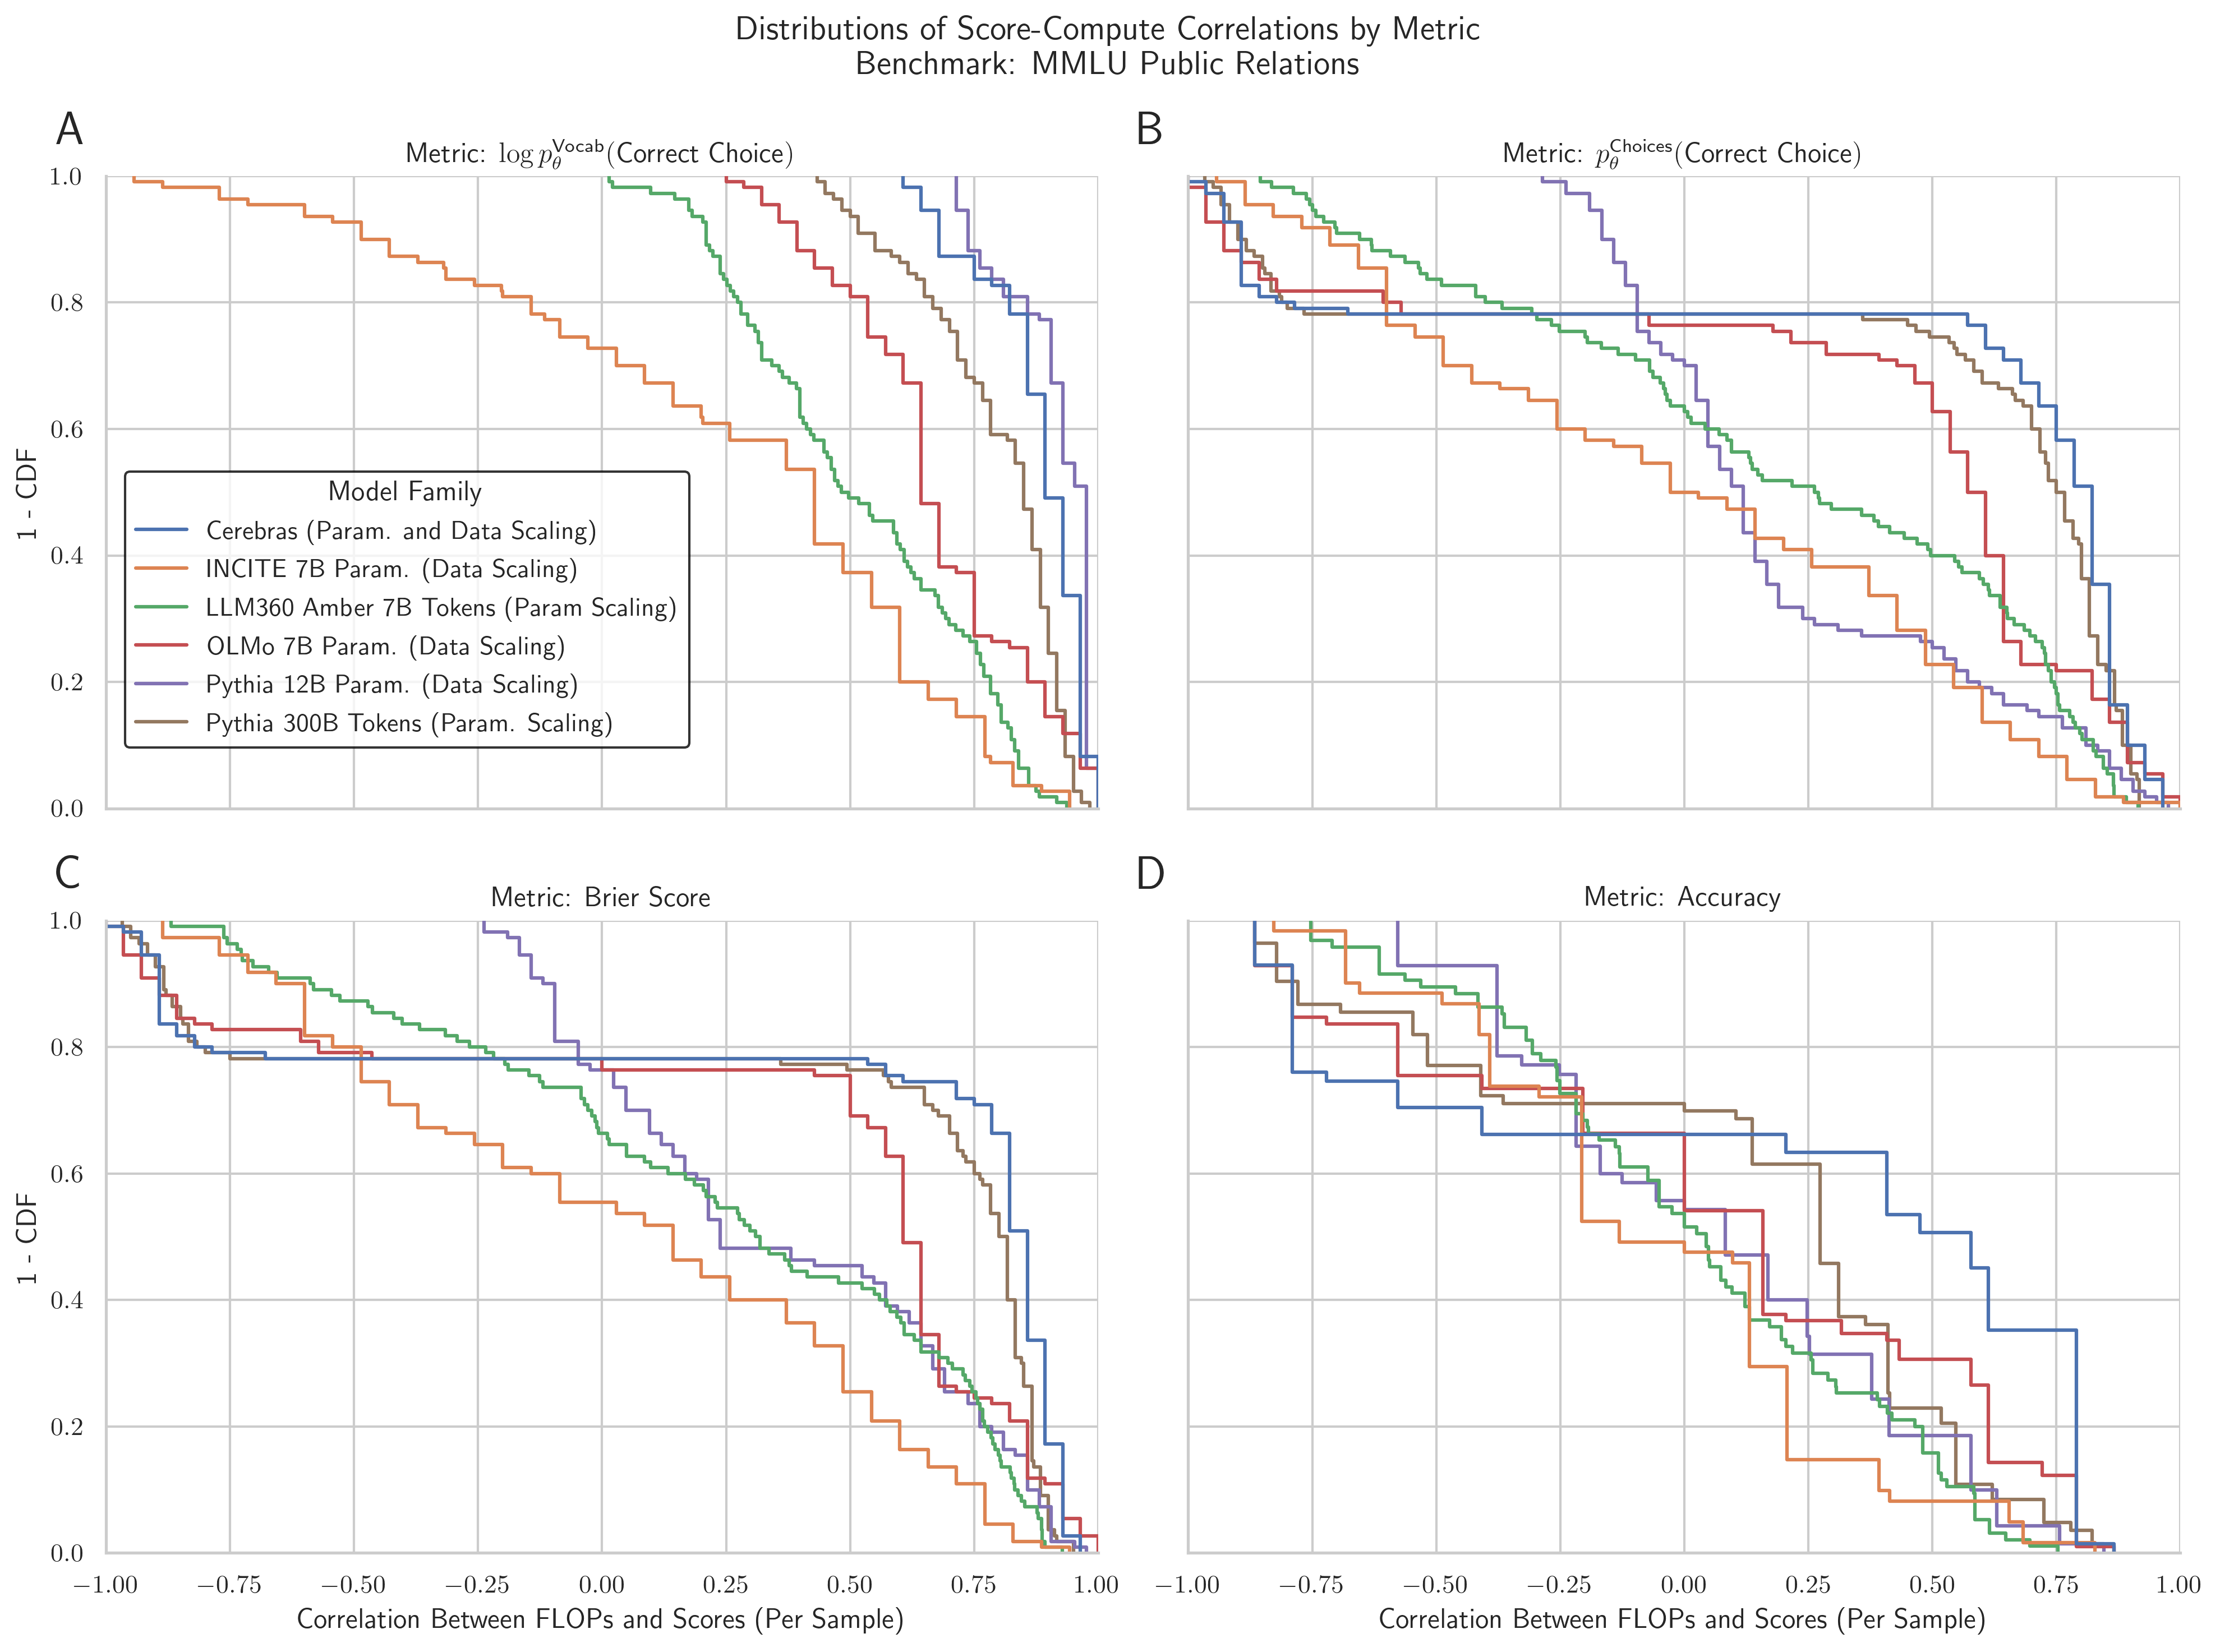 Distributions of Score-Compute Correlations by Metric
Benchmark: MMLU Public Relations
A
Metric: log p_θ^Vocab(Correct Choice)
1.0
0.8
0.6
0.4
0.2
0.0
1 - CDF
Model Family
Cerebras (Param. and Data Scaling)
INCITE 7B Param. (Data Scaling)
LLM360 Amber 7B Tokens (Param Scaling)
OLMo 7B Param. (Data Scaling)
Pythia 12B Param. (Data Scaling)
Pythia 300B Tokens (Param. Scaling)
B
Metric: p_θ^Choices(Correct Choice)
C
Metric: Brier Score
1.0
0.8
0.6
0.4
0.2
0.0
1 - CDF
−1.00 −0.75 −0.50 −0.25 0.00 0.25 0.50 0.75 1.00
Correlation Between FLOPs and Scores (Per Sample)
D
Metric: Accuracy
−1.00 −0.75 −0.50 −0.25 0.00 0.25 0.50 0.75 1.00
Correlation Between FLOPs and Scores (Per Sample)